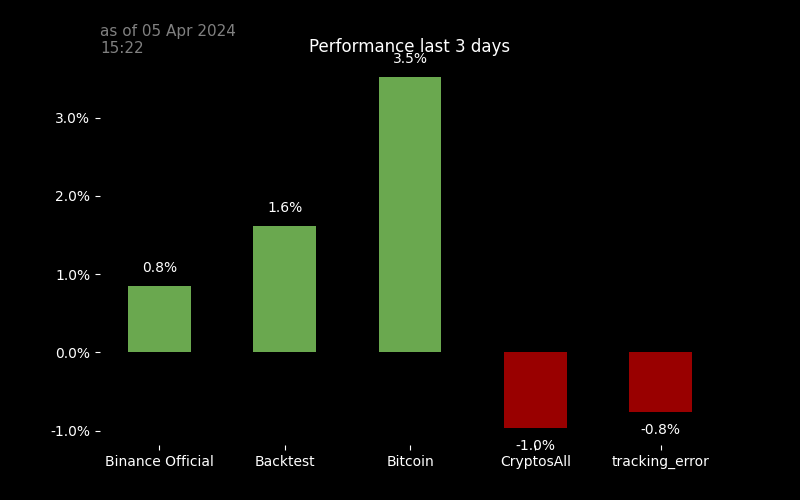 as of 05 Apr 2024
15:22
Performance last 3 days
3.5%
3.0%
2.0%
1.6%
1.0%
0.8%
0.0%
-0.8%
-1.0%
-1.0%
Binance Official
Backtest
Bitcoin
CryptosAll
tracking_error